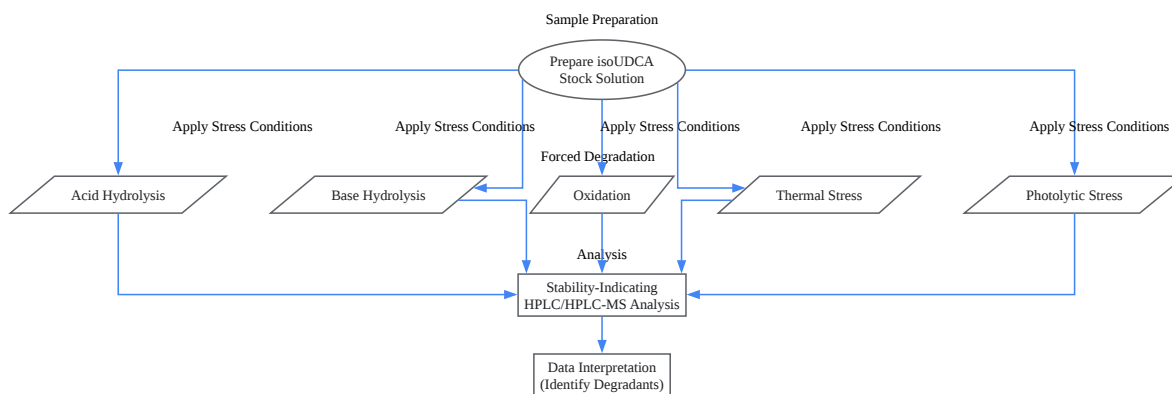 Sample Preparation
Prepare isoUDCA
Stock Solution
Apply Stress Conditions
Apply Stress Conditions
Apply Stress Conditions
Apply Stress Conditions
Apply Stress Conditions
Forced Degradation
Acid Hydrolysis
Base Hydrolysis
Oxidation
Thermal Stress
Photolytic Stress
Analysis
Stability-Indicating
HPLC/HPLC-MS Analysis
Data Interpretation
(Identify Degradants)